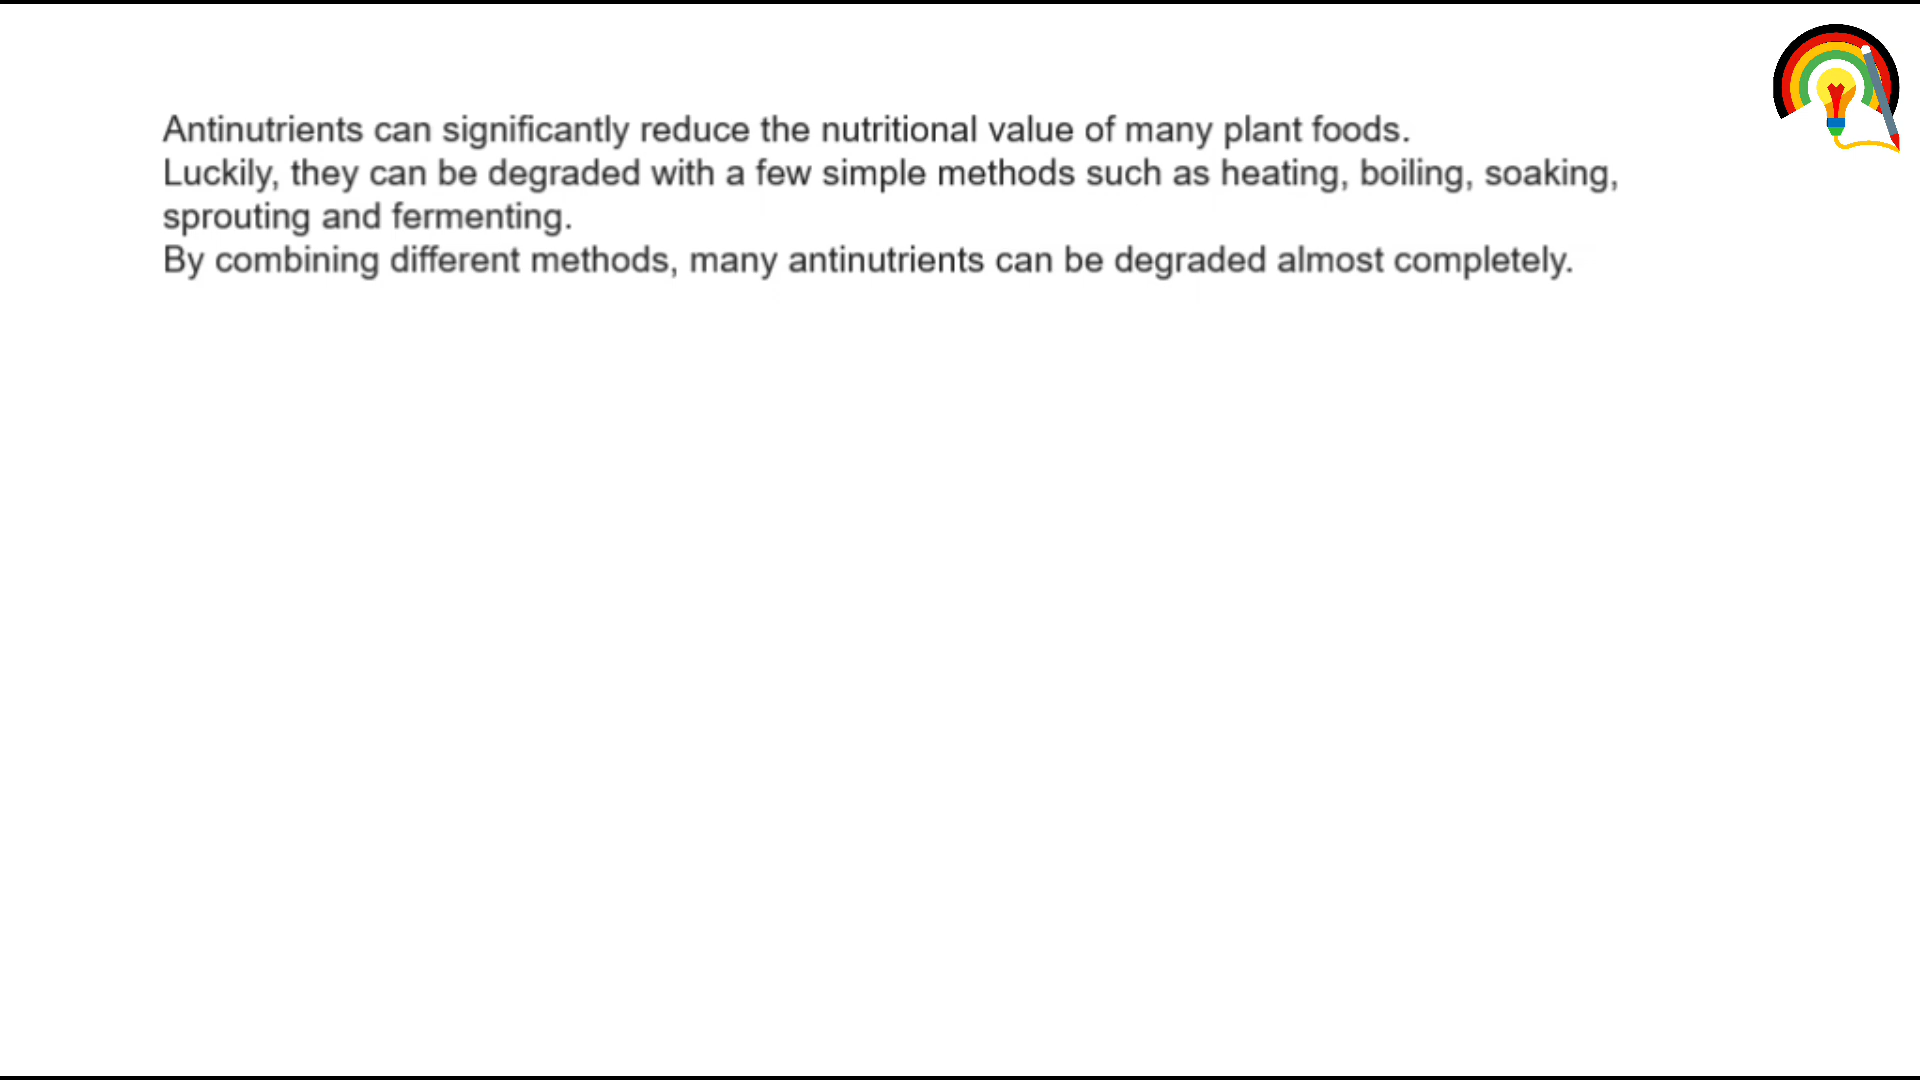 Antinutrients can significantly reduce the nutritional value of many plant foods.
Luckily, they can be degraded with a few simple methods such as heating, boiling, soaking,
sprouting and fermenting.
By combining different methods, many antinutrients can be degraded almost completely.